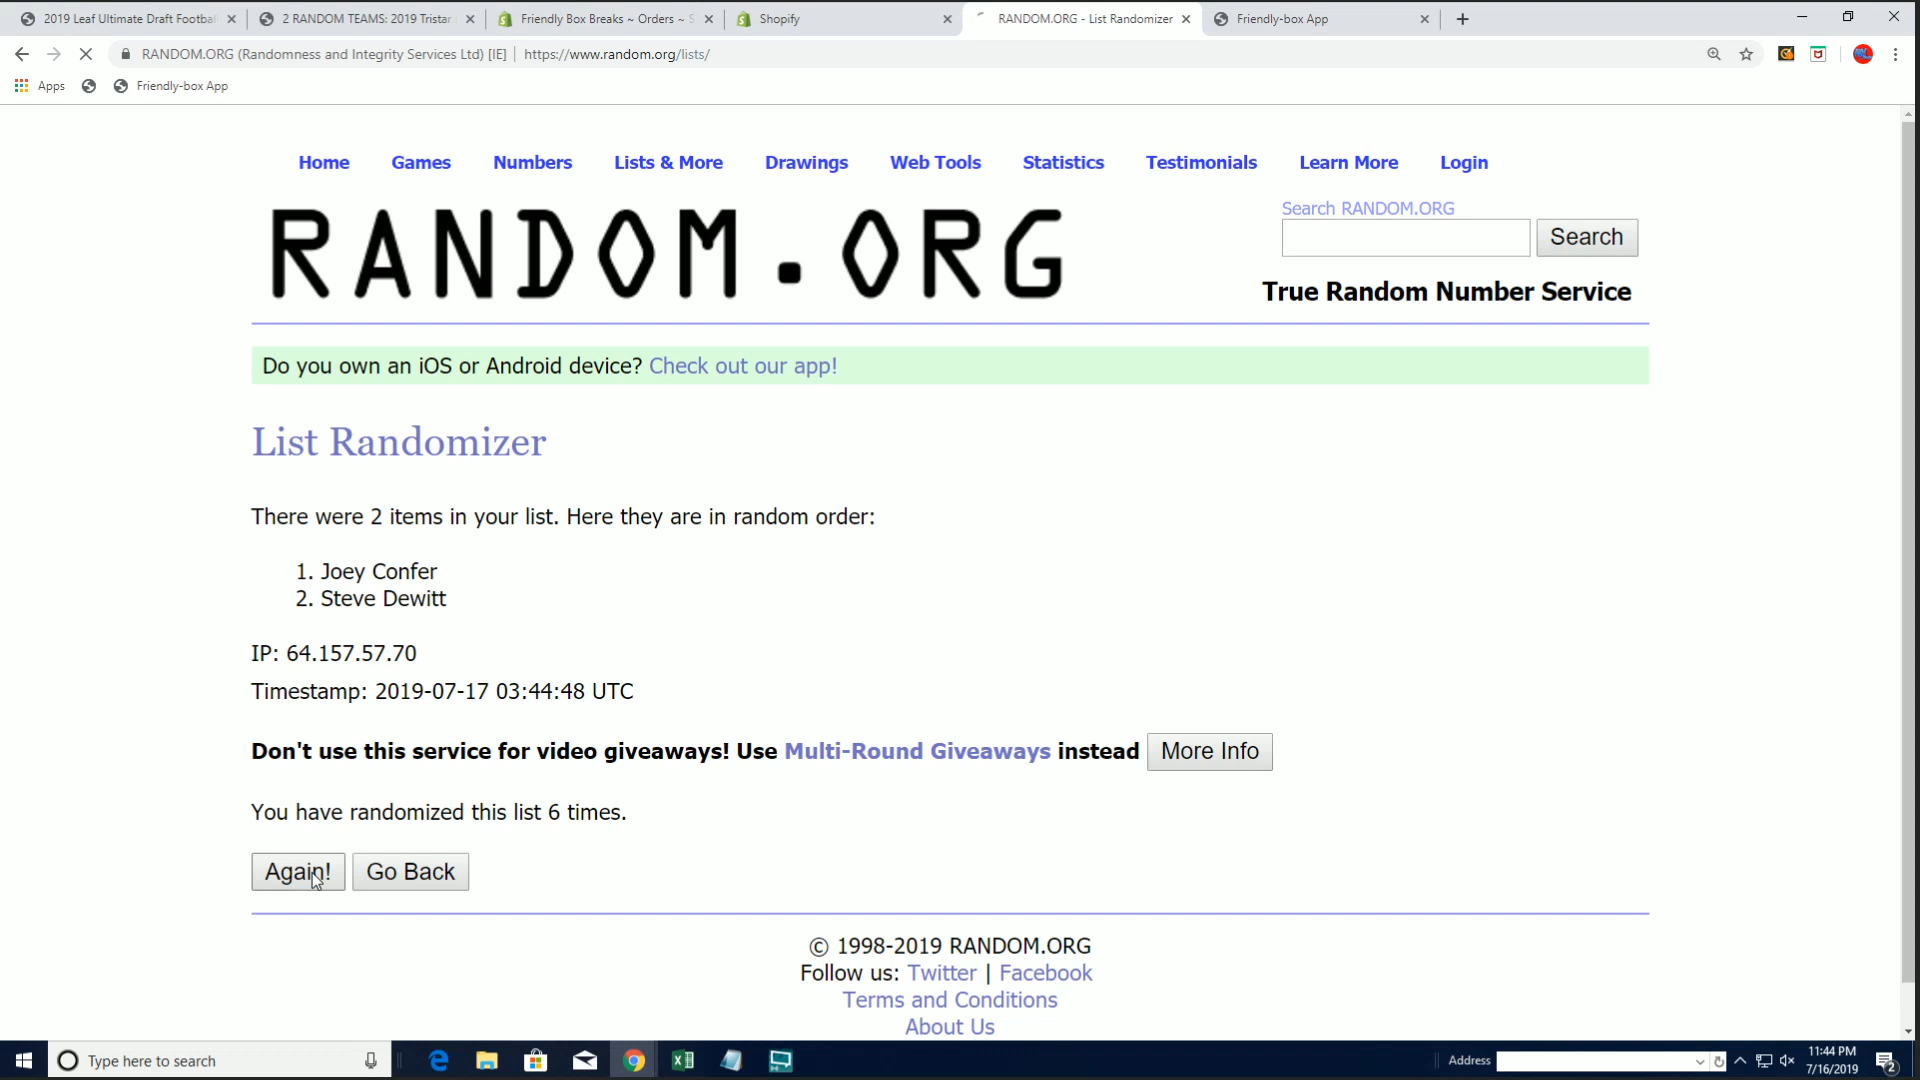 2019 Leaf Ultimate Draft Footbal
2 RANDOM TEAMS: 2019 Tristar
Friendly Box Breaks ~ Orders ~ S
Shopify
RANDOM.ORG - List Randomizer
Friendly-box App
RANDOM.ORG (Randomness and Integrity Services Ltd) [IE] | https://www.random.org/lists/
Apps
Friendly-box App
Home Games Numbers Lists & More Drawings Web Tools Statistics Testimonials Learn More Login
RANDOM.ORG
Search RANDOM.ORG
Search
True Random Number Service
Do you own an iOS or Android device? Check out our app!
List Randomizer
There were 2 items in your list. Here they are in random order:
1. Joey Confer
2. Steve Dewitt
IP: 64.157.57.70
Timestamp: 2019-07-17 03:44:48 UTC
Don't use this service for video giveaways! Use Multi-Round Giveaways instead More Info
You have randomized this list 6 times.
Again! Go Back
© 1998-2019 RANDOM.ORG
Follow us: Twitter | Facebook
Terms and Conditions
About Us
Type here to search
Address
11:44 PM
7/16/2019
2